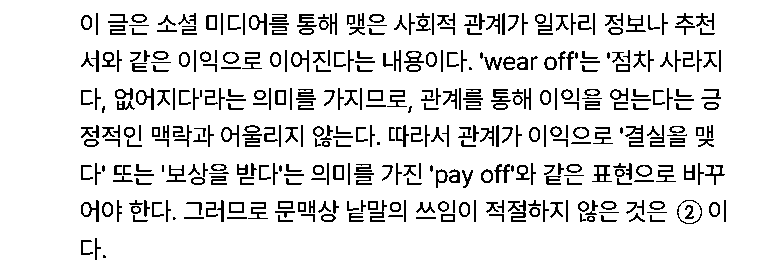 이 글은 소셜 미디어를 통해 맺은 사회적 관계가 일자리 정보나 추천
서와 같은 이익으로 이어진다는 내용이다. 'wear off'는 '점차 사라지
다, 없어지다'라는 의미를 가지므로, 관계를 통해 이익을 얻는다는 긍
정적인 맥락과 어울리지 않는다. 따라서 관계가 이익으로 '결실을 맺
다' 또는 '보상을 받다'는 의미를 가진 'pay off'와 같은 표현으로 바꾸
어야 한다. 그러므로 문맥상 낱말의 쓰임이 적절하지 않은 것은 ②이
다.